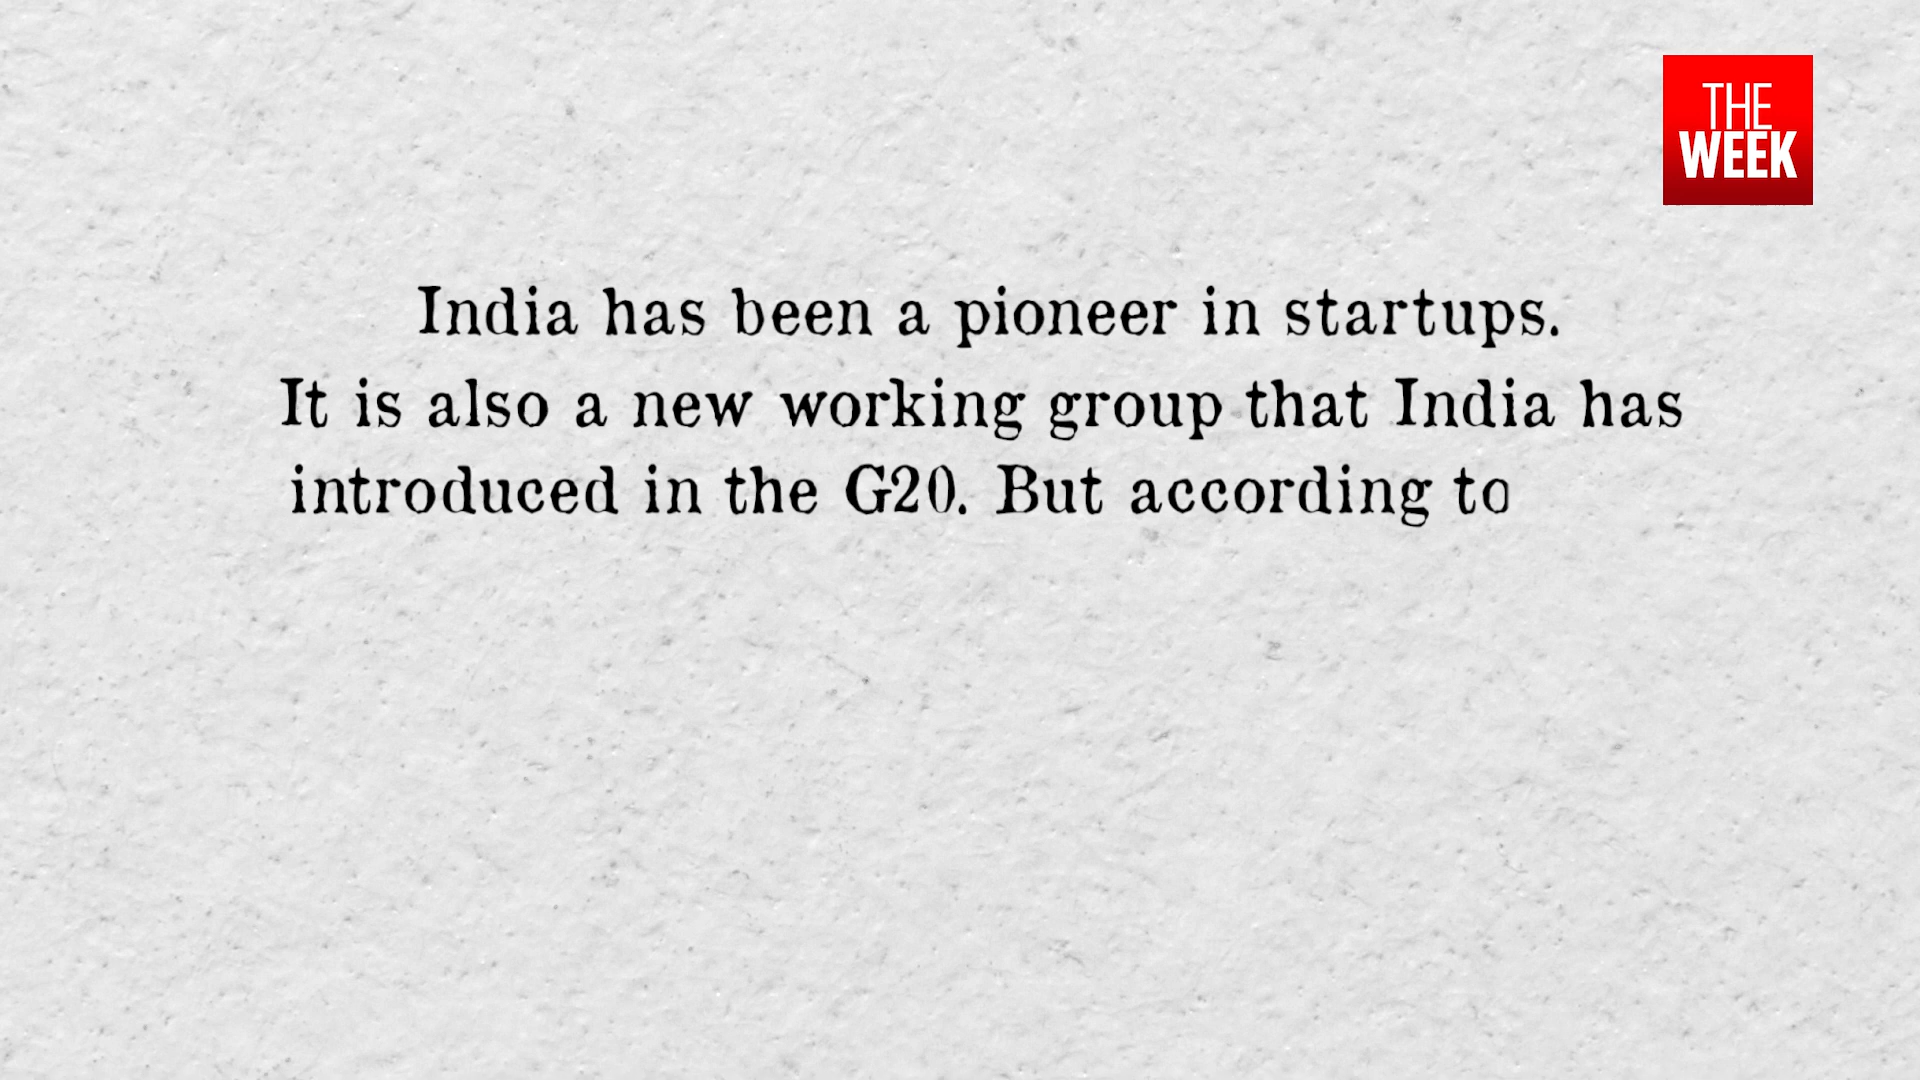 THE
WEEK
India has been a pioneer in startups.
It is also a new working group that India has
introduced in the G20. But according to